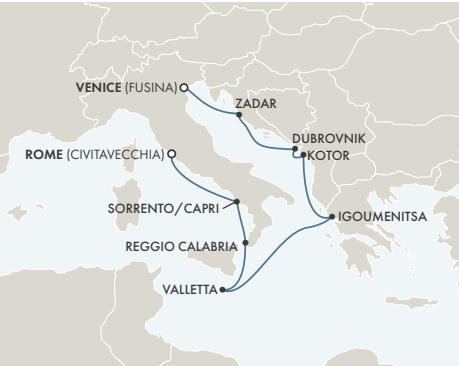 VENICE (FUSINA)
ZADAR
DUBROVNIK
ROME (CIVITAVECCHIA)
KOTOR
SORRENTO/CAPRI
IGOUMENITSA
REGGIO CALABRIA
VALLETTA